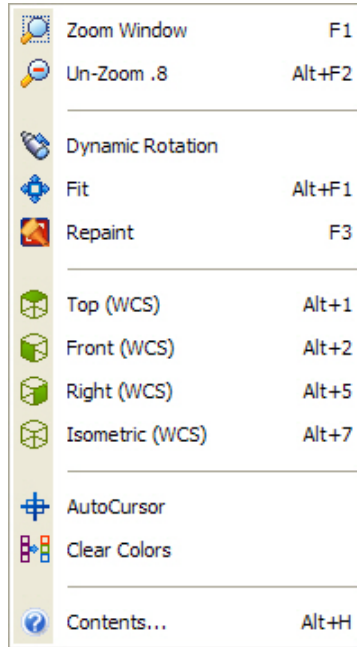 Zoom Window F1
Un-Zoom .8 Alt+F2
Dynamic Rotation
Fit Alt+F1
Repaint F3
Top (WCS) Alt+1
Front (WCS) Alt+2
Right (WCS) Alt+5
Isometric (WCS) Alt+7
AutoCursor
Clear Colors
Contents... Alt+H